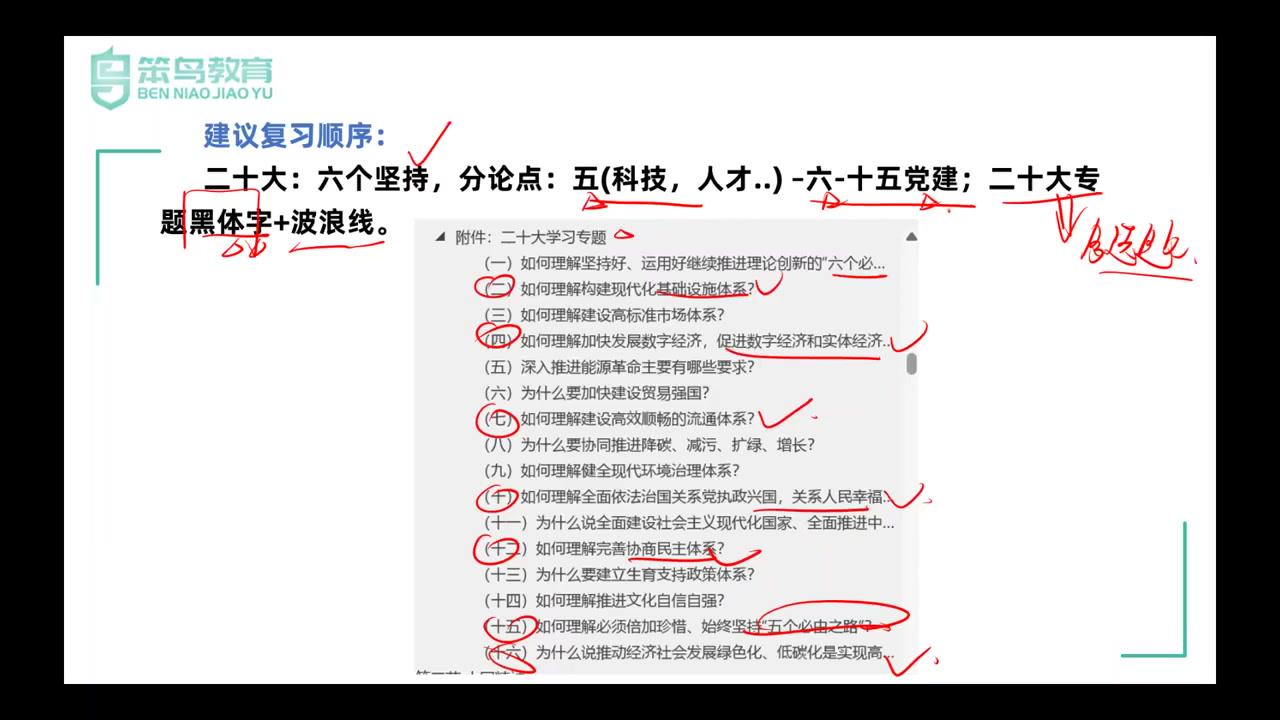 笨鸟教育
BEN NIAO JIAO YU
建议复习顺序：
二十大：六个坚持，分论点：五(科技，人才..) –六-十五党建；二十大专
题黑体字+波浪线。
附件：二十大学习专题
（一）如何理解坚持好、运用好继续推进理论创新的“六个必...
（二）如何理解构建现代化基础设施体系？
（三）如何理解建设高标准市场体系？
（四）如何理解加快发展数字经济，促进数字经济和实体经济...
（五）深入推进能源革命主要有哪些要求？
（六）为什么要加快建设贸易强国？
（七）如何理解建设高效顺畅的流通体系？
（八）为什么要协同推进降碳、减污、扩绿、增长？
（九）如何理解健全现代环境治理体系？
（十）如何理解全面依法治国关系党执政兴国，关系人民幸福...
（十一）为什么说全面建设社会主义现代化国家、全面推进中...
（十二）如何理解完善协商民主体系？
（十三）为什么要建立生育支持政策体系？
（十四）如何理解推进文化自信自强？
（十五）如何理解必须倍加珍惜、始终坚持“五个必由之路”？
（十六）为什么说推动经济社会发展绿色化、低碳化是实现高...